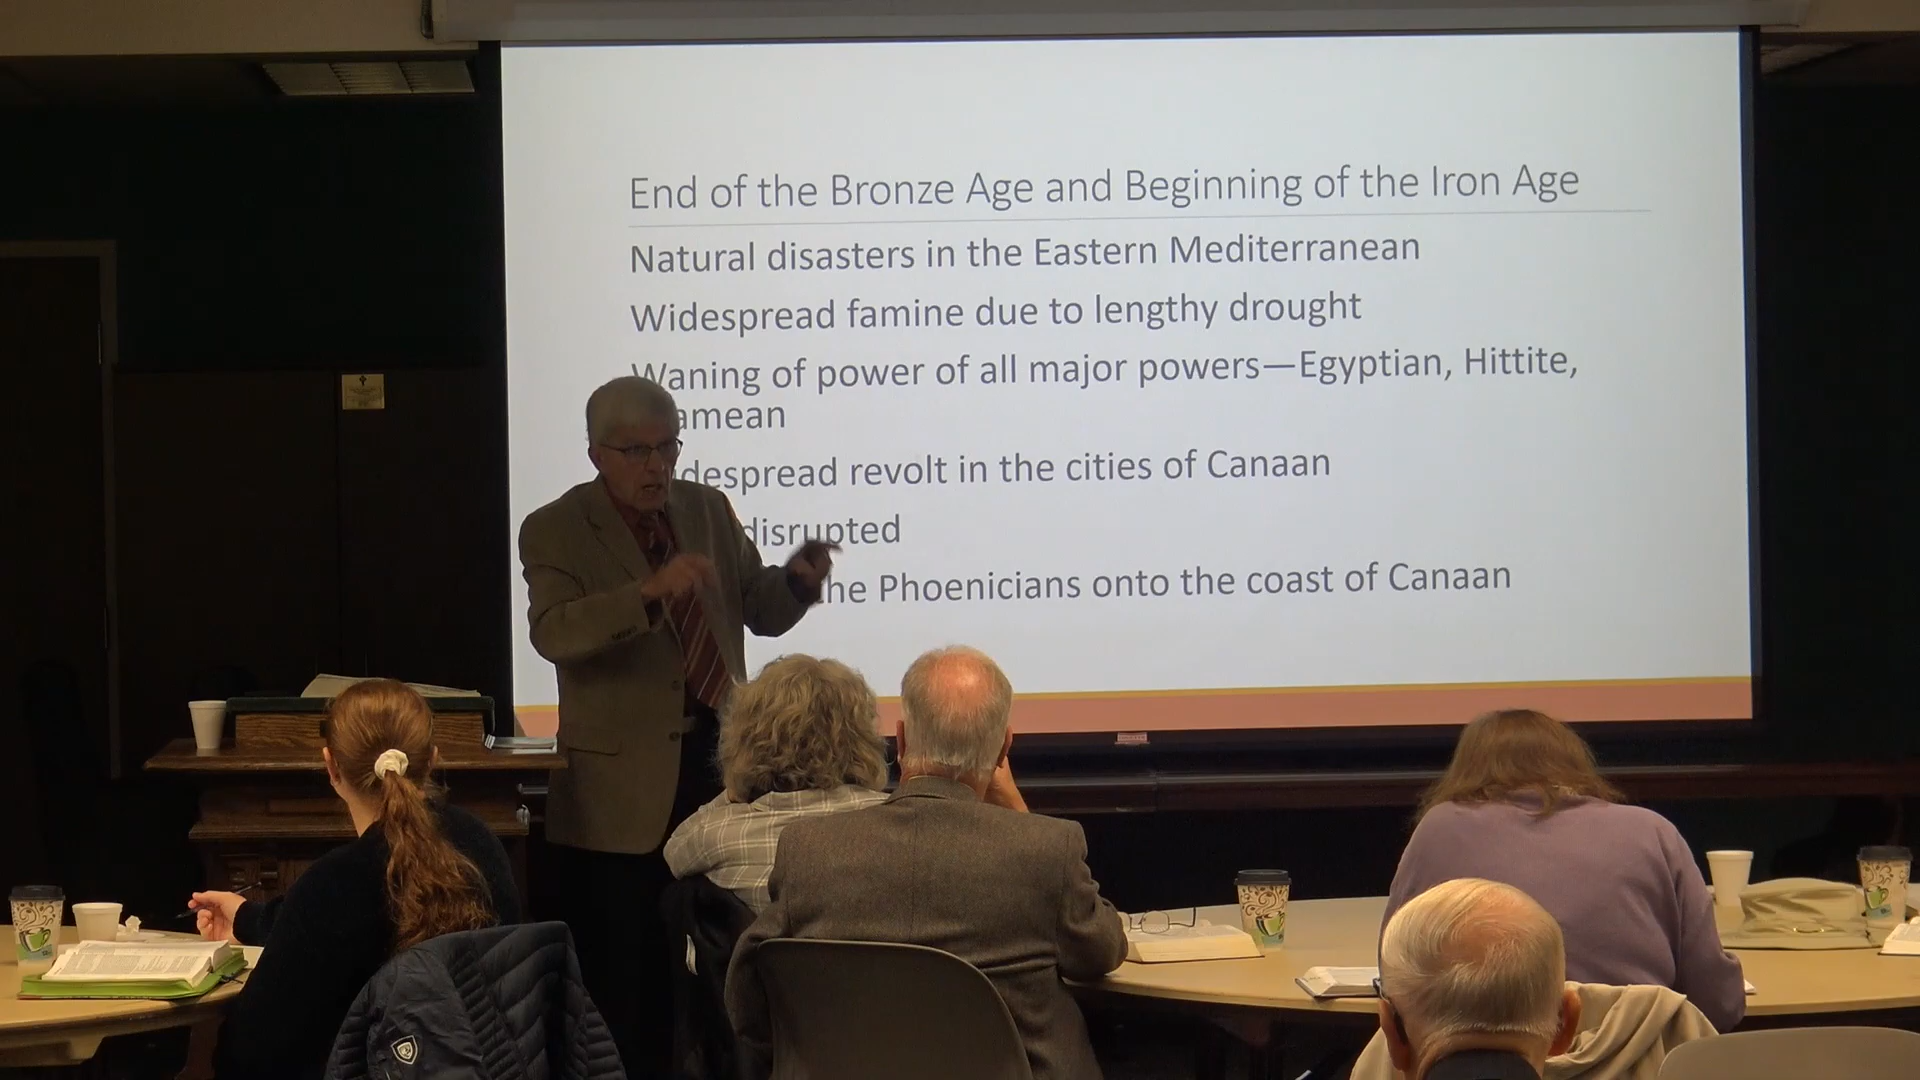 End of the Bronze Age and Beginning of the Iron Age
Natural disasters in the Eastern Mediterranean
Widespread famine due to lengthy drought
Waning of power of all major powers—Egyptian, Hittite,
amean
despread revolt in the cities of Canaan
disrupted
he Phoenicians onto the coast of Canaan